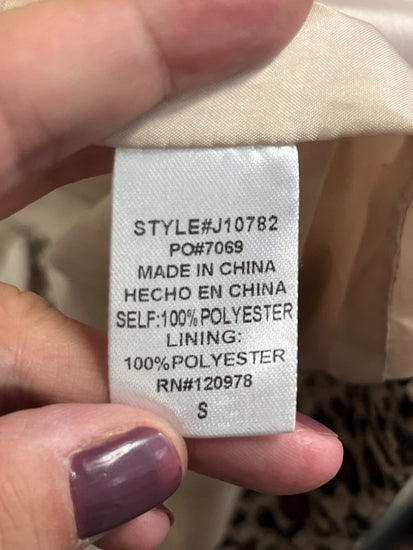 STYLE#J10782
PO#7069
MADE IN CHINA
HECHO EN CHINA
SELF:100%POLYESTER
LINING:
100%POLYESTER
RN#120978
S